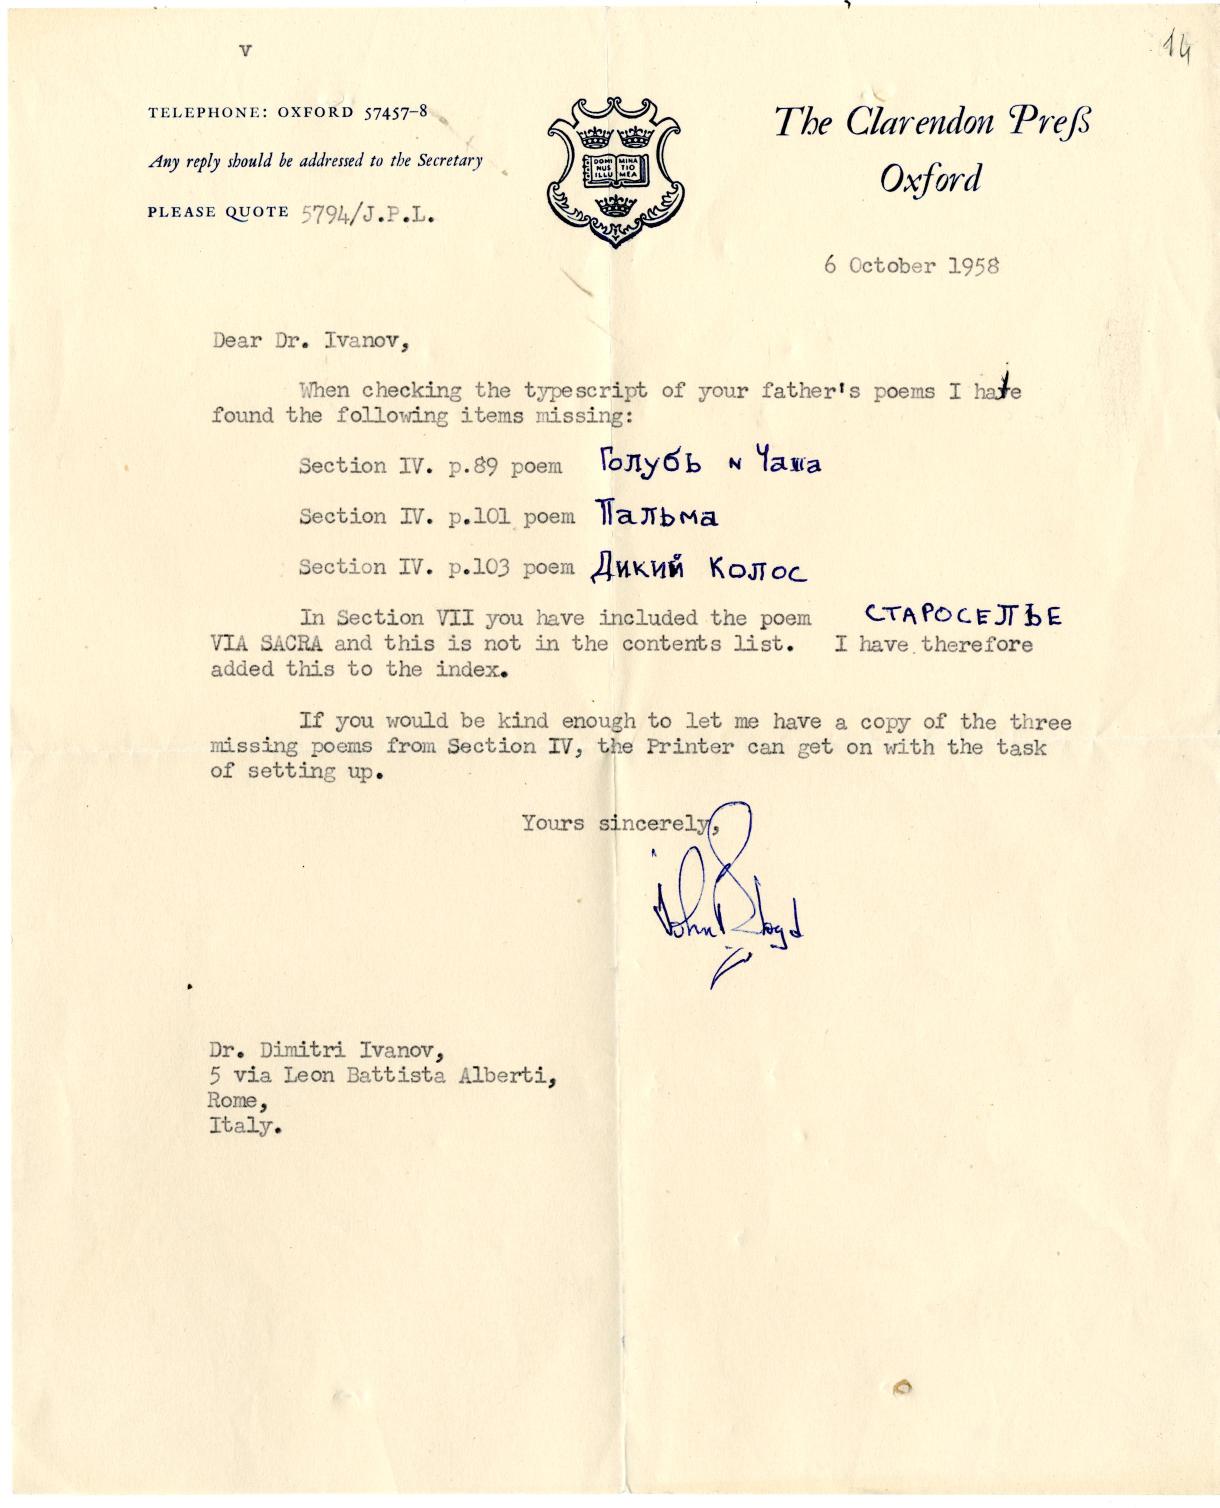 v
14
TELEPHONE: OXFORD 57457–8
Any reply should be addressed to the Secretary
PLEASE QUOTE 5794/J.P.L.
DOMI NUS ILLU MINA TIO MEA
The Clarendon Preſs
Oxford
6 October 1958
Dear Dr. Ivanov,
When checking the typescript of your father's poems I have
found the following items missing:
Section IV. p.89 poem Голубь и Чаша
Section IV. p.101 poem Пальма
Section IV. p.103 poem Дикий Колос
In Section VII you have included the poem СТАРОСЕЛЬЕ
VIA SACRA and this is not in the contents list. I have therefore
added this to the index.
If you would be kind enough to let me have a copy of the three
missing poems from Section IV, the Printer can get on with the task
of setting up.
Yours sincerely,
John
Dr. Dimitri Ivanov,
5 via Leon Battista Alberti,
Rome,
Italy.